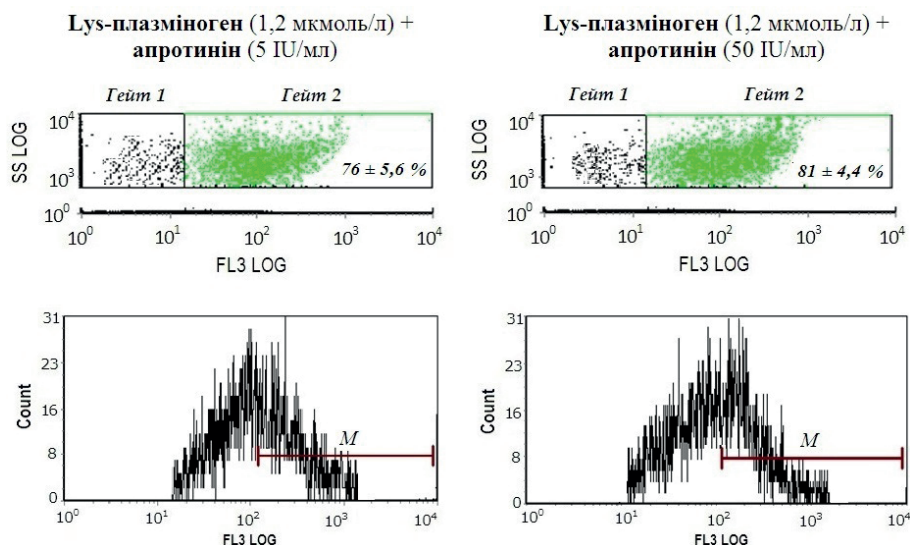 Lys-плазміноген (1,2 мкмоль/л) +
апротинін (5 IU/мл)
Гейт 1 Гейт 2
SS LOG
10⁴
10³
10⁰
76 ± 5,6 %
10⁰ 10¹ 10² 10³ 10⁴
FL3 LOG
Lys-плазміноген (1,2 мкмоль/л) +
апротинін (50 IU/мл)
Гейт 1 Гейт 2
SS LOG
10⁴
10³
10⁰
81 ± 4,4 %
10⁰ 10¹ 10² 10³ 10⁴
FL3 LOG
Count
31
23
16
8
0
M
10⁰ 10¹ 10² 10³ 10⁴
FL3 LOG
Count
31
23
16
8
0
M
10⁰ 10¹ 10² 10³ 10⁴
FL3 LOG